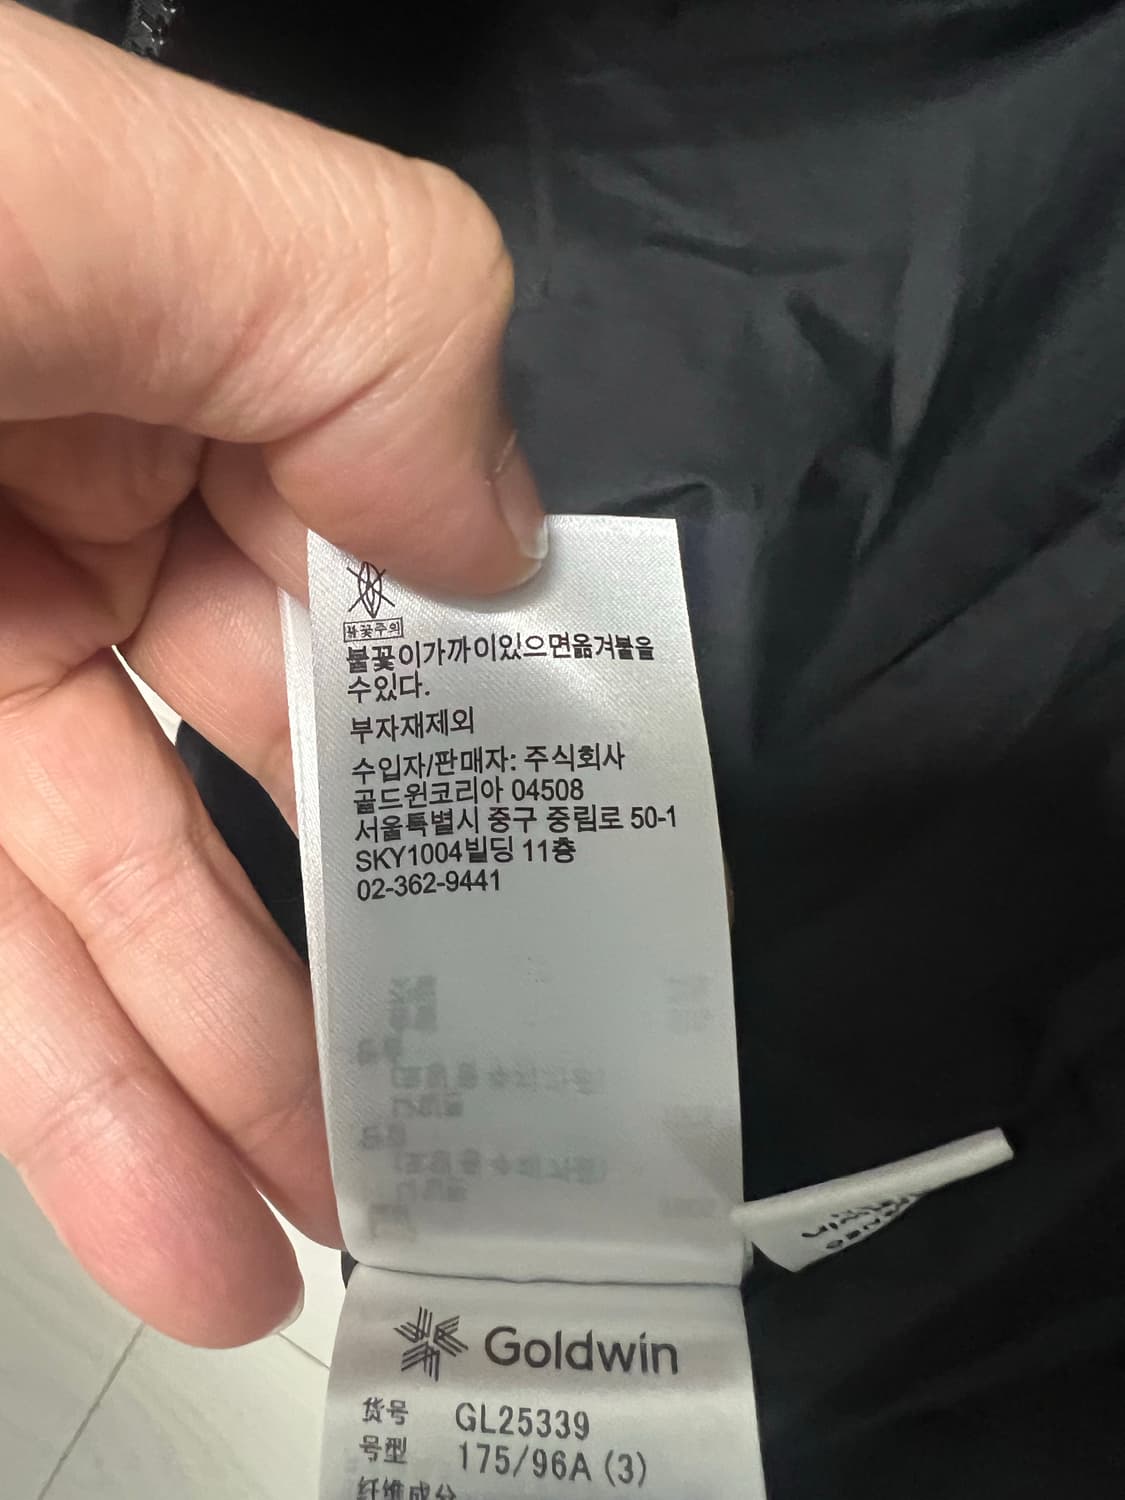 불꽃주의
불꽃이가까이있으면옮겨붙을
수있다.
부자재제외
수입자/판매자: 주식회사
골드윈코리아 04508
서울특별시 중구 중림로 50-1
SKY1004빌딩 11층
02-362-9441
Goldwin
货号 GL25339
号型 175/96A (3)
纤维成分